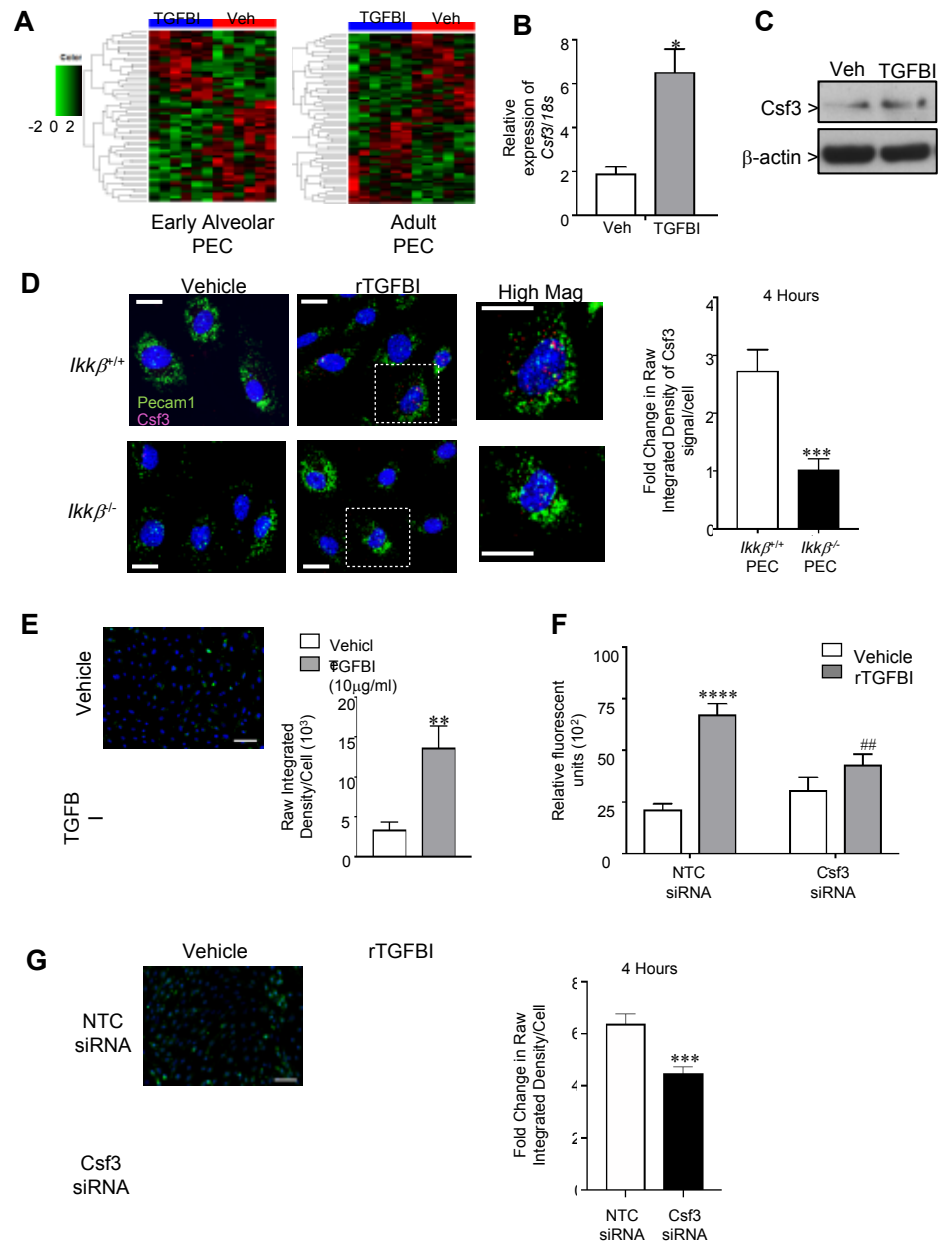 A
TGFBI Veh
TGFBI Veh
-2 0 2
Early Alveolar
PEC
Adult
PEC
B
Relative
expression of
Csf3/18s
8
6
4
2
0
*
Veh TGFBI
C
Veh TGFBI
Csf3 >
β-actin >
D
Vehicle
rTGFBI
High Mag
Ikkβ+/+
Pecam1
Csf3
Ikkβ-/-
Fold Change in Raw
Integrated Density of Csf3
signal/cell
4 Hours
4
3
2
1
***
Ikkβ+/+
PEC
Ikkβ-/-
PEC
E
Vehicle
TGFB
I
Vehicl
e
TGFBI
(10μg/ml)
Raw Integrated
Density/Cell (10³)
20
15
10
5
0
**
F
Vehicle
rTGFBI
Relative fluorescent
units (10²)
100
75
50
25
0
****
##
NTC
siRNA
Csf3
siRNA
G
Vehicle
rTGFBI
NTC
siRNA
Csf3
siRNA
Fold Change in Raw
Integrated Density/Cell
4 Hours
8
6
4
2
***
NTC
siRNA
Csf3
siRNA